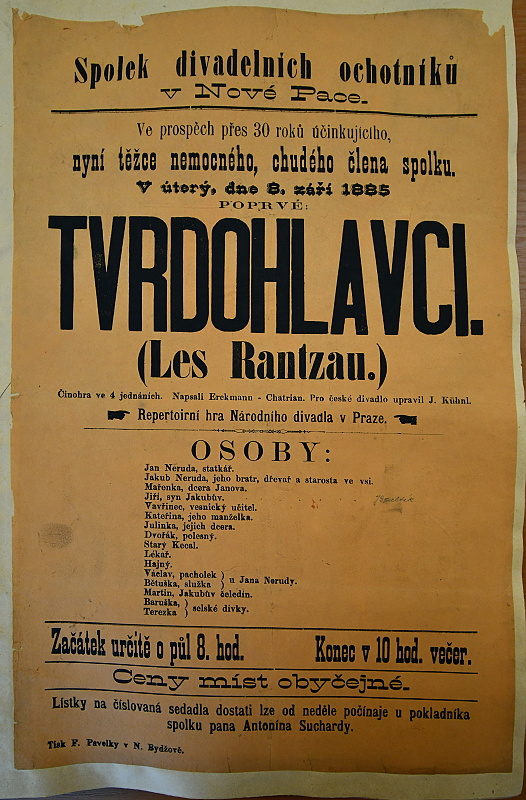 Spolek divadelních ochotníků
v Nové Pace.
Ve prospěch přes 30 roků účinkujícího,
nyní těžce nemocného, chudého člena spolku.
V úterý, dne 8. září 1885
POPRVÉ:
TVRDOHLAVCI.
(Les Rantzau.)
Činohra ve 4 jednáních. Napsali Erckmann - Chatrian. Pro české divadlo upravil J. Kühnl.
Repertoirní hra Národního divadla v Praze.
OSOBY:
Jan Neruda, statkář.
Jakub Neruda, jeho bratr, dřevař a starosta ve vsi.
Mařenka, dcera Janova.
Jiří, syn Jakubův.
Vavřinec, vesnický učitel.
Kateřina, jeho manželka.
Julinka, jejich dcera.
Dvořák, polesný.
Starý Kecal.
Lékař.
Hajný.
Václav, pacholek } u Jana Nerudy.
Bětuška, služka
Martin, Jakubův čeledín.
Baruška, } selské dívky.
Terezka
Začátek určitě o půl 8. hod. Konec v 10 hod. večer.
Ceny míst obyčejné.
Lístky na číslovaná sedadla dostati lze od neděle počínaje u pokladníka
spolku pana Antonína Suchardy.
Tisk F. Pavelky v N. Bydžově.